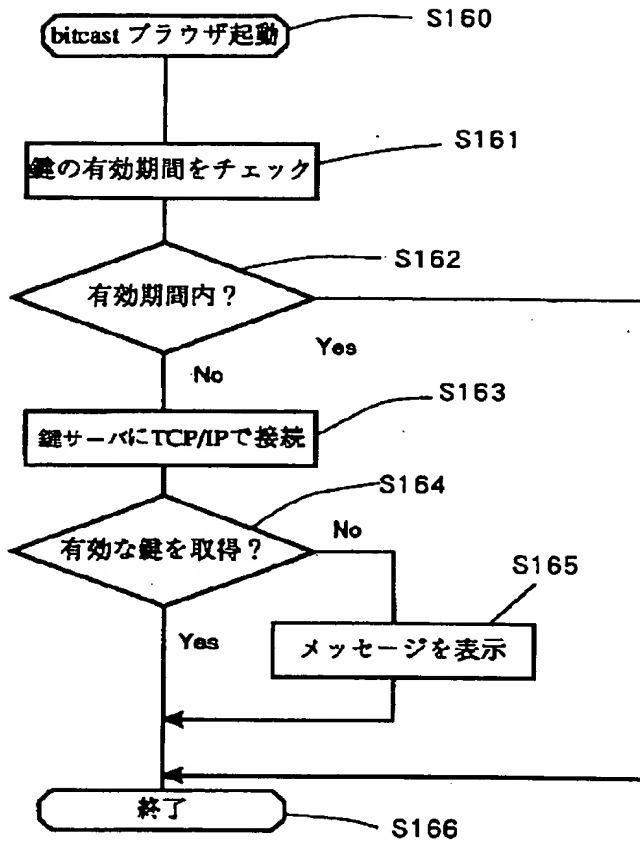 bitcast ブラウザ起動
S160
鍵の有効期間をチェック
S161
有効期間内？
S162
Yes
No
鍵サーバにTCP/IPで接続
S163
有効な鍵を取得？
S164
No
Yes
メッセージを表示
S165
終了
S166